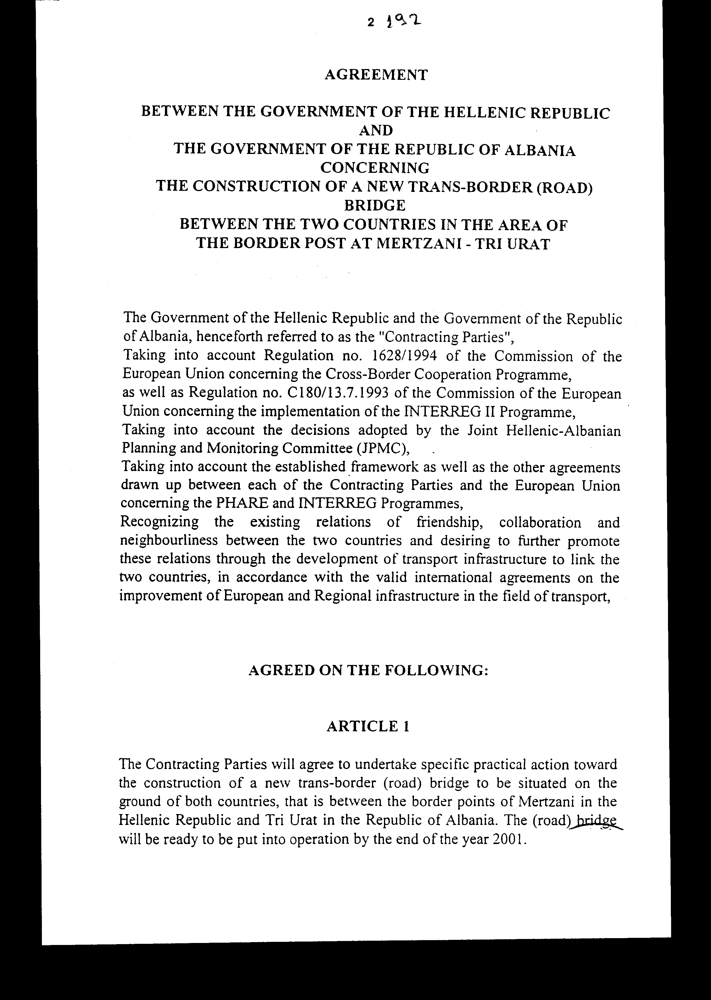 2 192
AGREEMENT
BETWEEN THE GOVERNMENT OF THE HELLENIC REPUBLIC
AND
THE GOVERNMENT OF THE REPUBLIC OF ALBANIA
CONCERNING
THE CONSTRUCTION OF A NEW TRANS-BORDER (ROAD)
BRIDGE
BETWEEN THE TWO COUNTRIES IN THE AREA OF
THE BORDER POST AT MERTZANI - TRI URAT
The Government of the Hellenic Republic and the Government of the Republic
of Albania, henceforth referred to as the "Contracting Parties",
Taking into account Regulation no. 1628/1994 of the Commission of the
European Union concerning the Cross-Border Cooperation Programme,
as well as Regulation no. C180/13.7.1993 of the Commission of the European
Union concerning the implementation of the INTERREG II Programme,
Taking into account the decisions adopted by the Joint Hellenic-Albanian
Planning and Monitoring Committee (JPMC),
Taking into account the established framework as well as the other agreements
drawn up between each of the Contracting Parties and the European Union
concerning the PHARE and INTERREG Programmes,
Recognizing the existing relations of friendship, collaboration and
neighbourliness between the two countries and desiring to further promote
these relations through the development of transport infrastructure to link the
two countries, in accordance with the valid international agreements on the
improvement of European and Regional infrastructure in the field of transport,
AGREED ON THE FOLLOWING:
ARTICLE 1
The Contracting Parties will agree to undertake specific practical action toward
the construction of a new trans-border (road) bridge to be situated on the
ground of both countries, that is between the border points of Mertzani in the
Hellenic Republic and Tri Urat in the Republic of Albania. The (road) bridge
will be ready to be put into operation by the end of the year 2001.